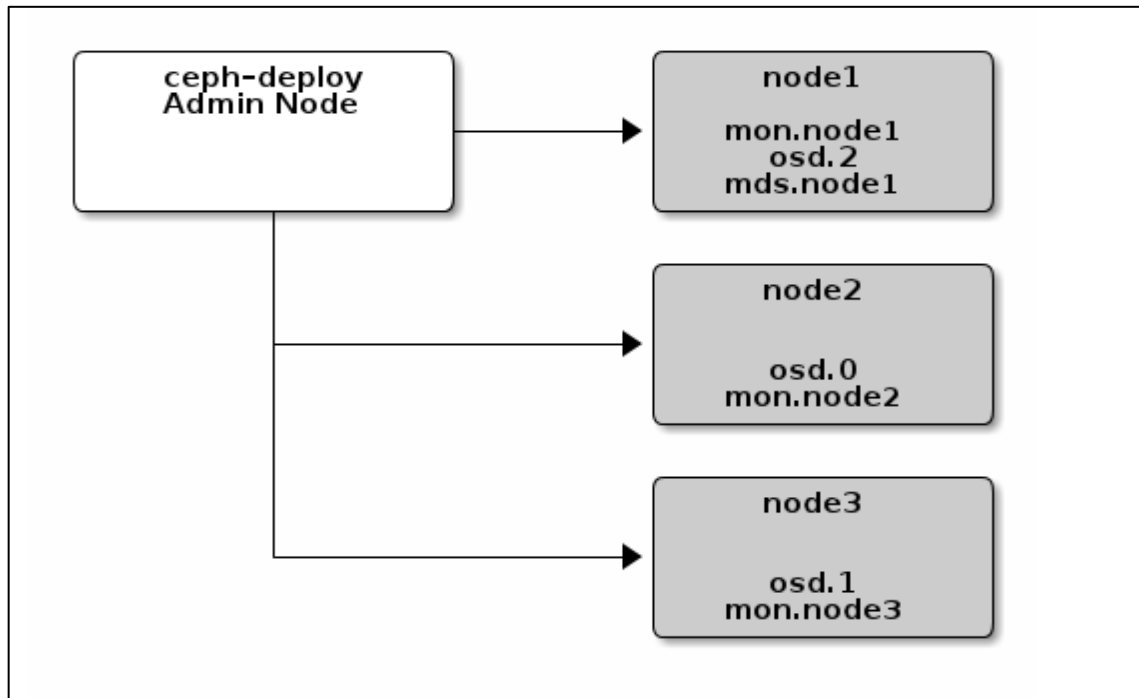 ceph-deploy
Admin Node
node1
mon.node1
osd.2
mds.node1
node2
osd.0
mon.node2
node3
osd.1
mon.node3